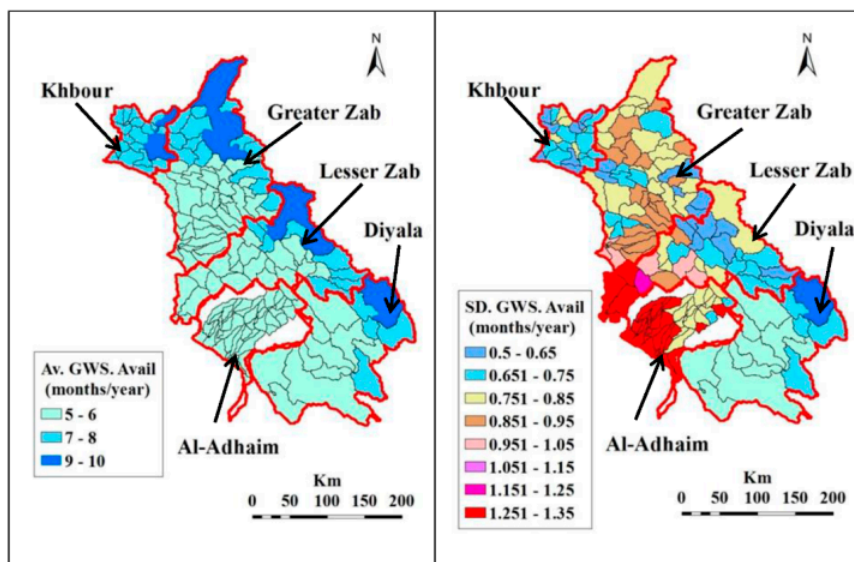 N
Khbour
Greater Zab
Lesser Zab
Diyala
Av. GWS. Avail
(months/year)
5 - 6
7 - 8
9 - 10
Al-Adhaim
Km
0 50 100 150 200
N
Khbour
Greater Zab
Lesser Zab
Diyala
SD. GWS. Avail
(months/year)
0.5 - 0.65
0.651 - 0.75
0.751 - 0.85
0.851 - 0.95
0.951 - 1.05
1.051 - 1.15
1.151 - 1.25
1.251 - 1.35
Al-Adhaim
Km
0 50 100 150 200